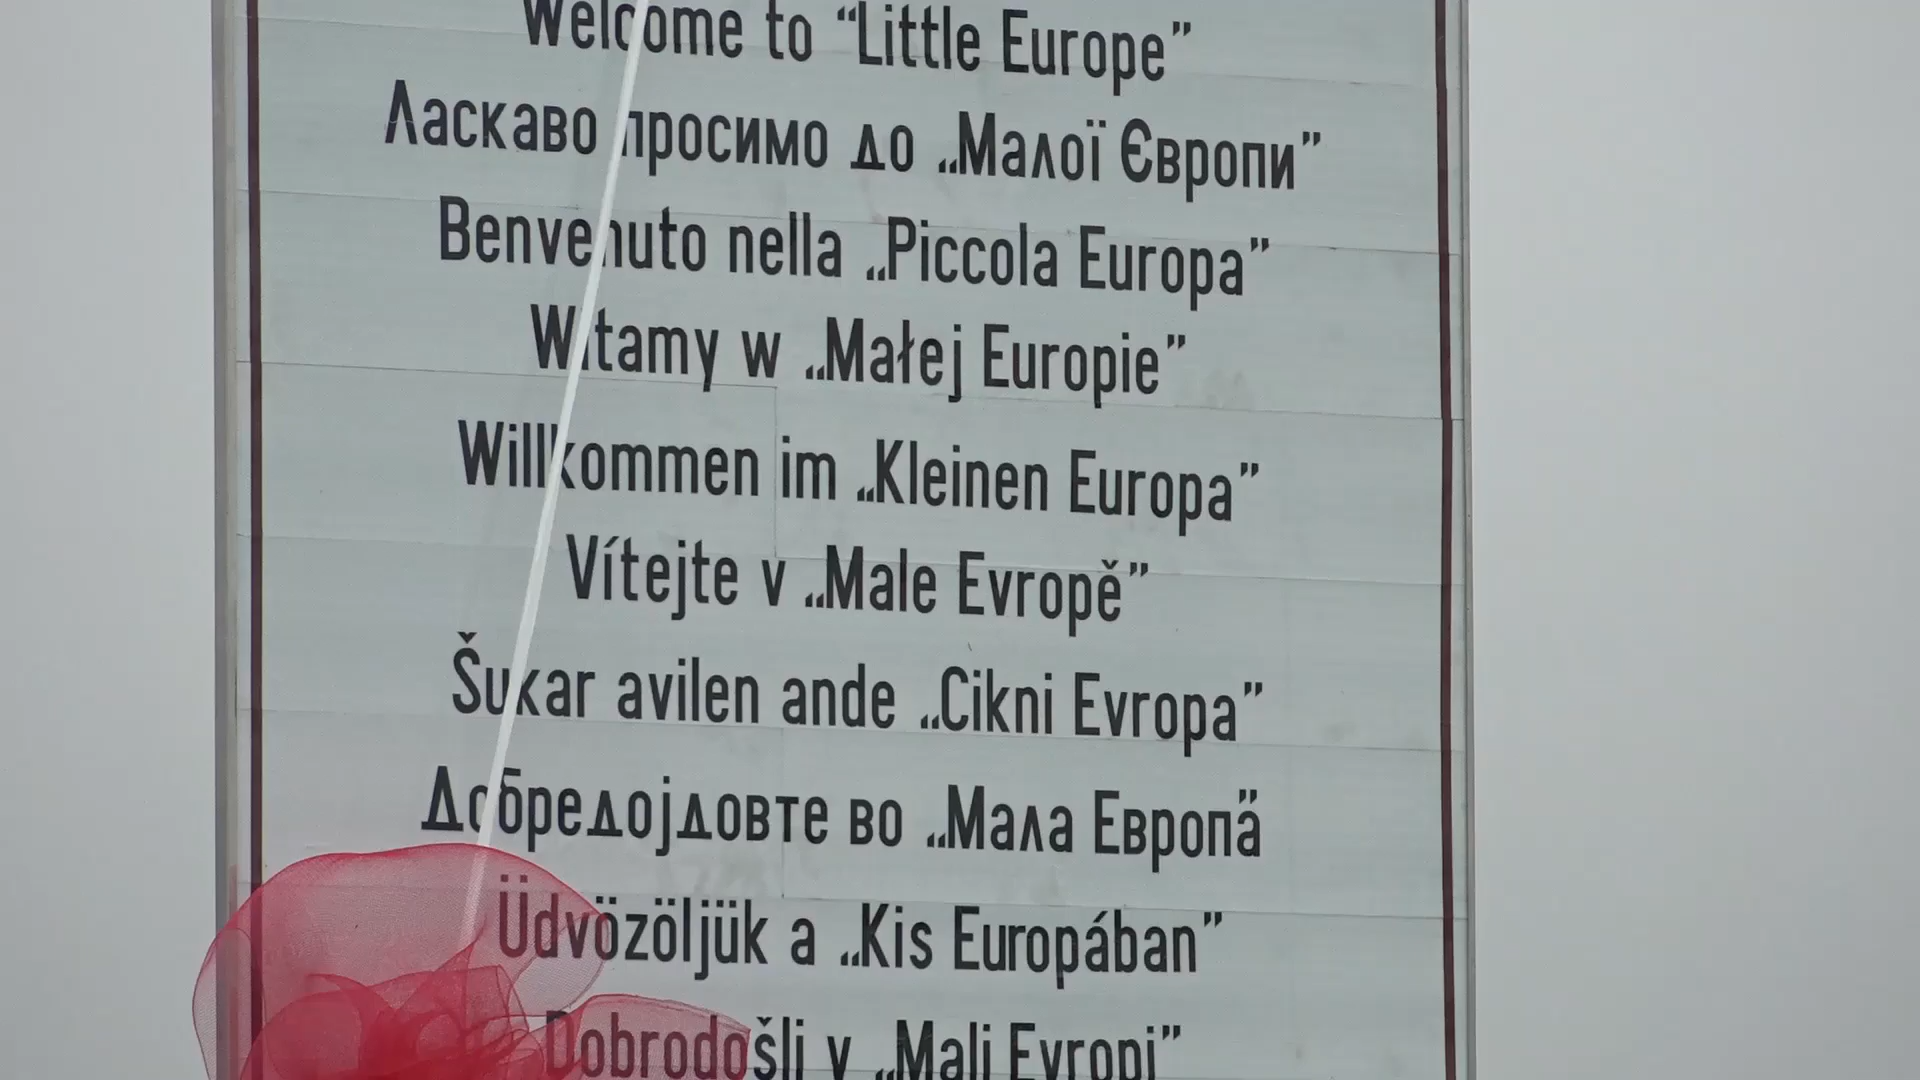 Welcome to “Little Europe”
Ласкаво просимо до „Малої Європи”
Benvenuto nella „Piccola Europa”
Witamy w „Małej Europie”
Willkommen im „Kleinen Europa”
Vítejte v „Male Evropě”
Šukar avilen ande „Cikni Evropa”
Добредојдовте во „Мала Европа”
Üdvözöljük a „Kis Europában”
Dobrodošli v „Mali Evropi”